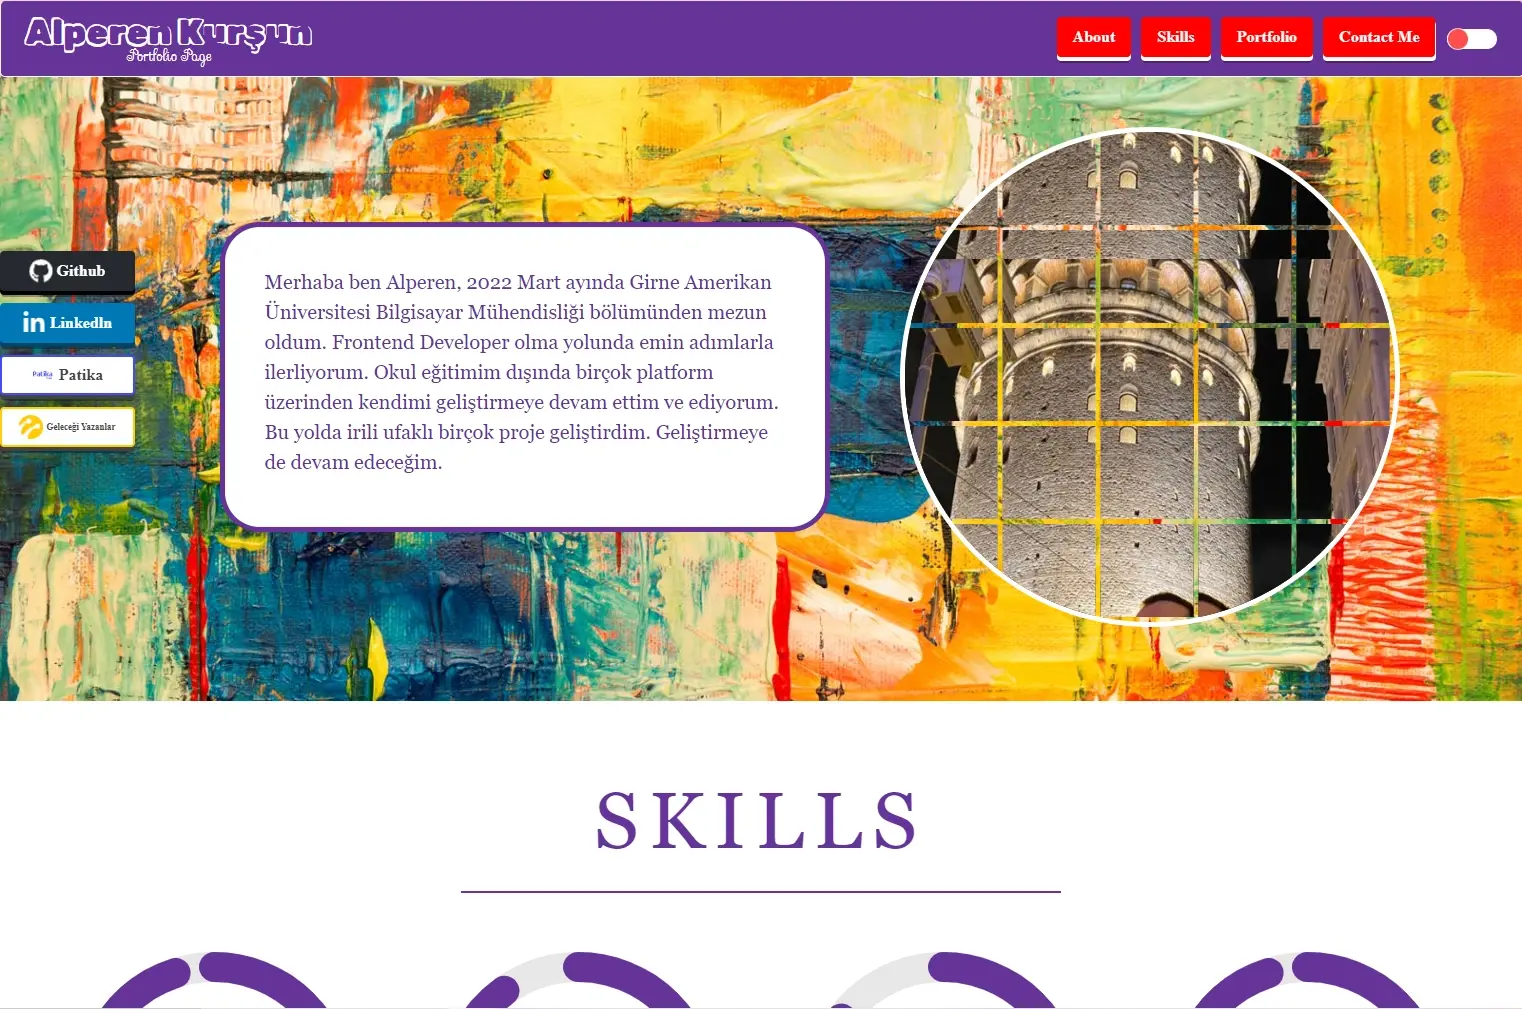 Alperen Kurşun
Portfolio Page
About
Skills
Portfolio
Contact Me
Github
LinkedIn
Patika
Patika
Geleceği Yazanlar
Merhaba ben Alperen, 2022 Mart ayında Girne Amerikan
Üniversitesi Bilgisayar Mühendisliği bölümünden mezun
oldum. Frontend Developer olma yolunda emin adımlarla
ilerliyorum. Okul eğitimim dışında birçok platform
üzerinden kendimi geliştirmeye devam ettim ve ediyorum.
Bu yolda irili ufaklı birçok proje geliştirdim. Geliştirmeye
de devam edeceğim.
SKILLS